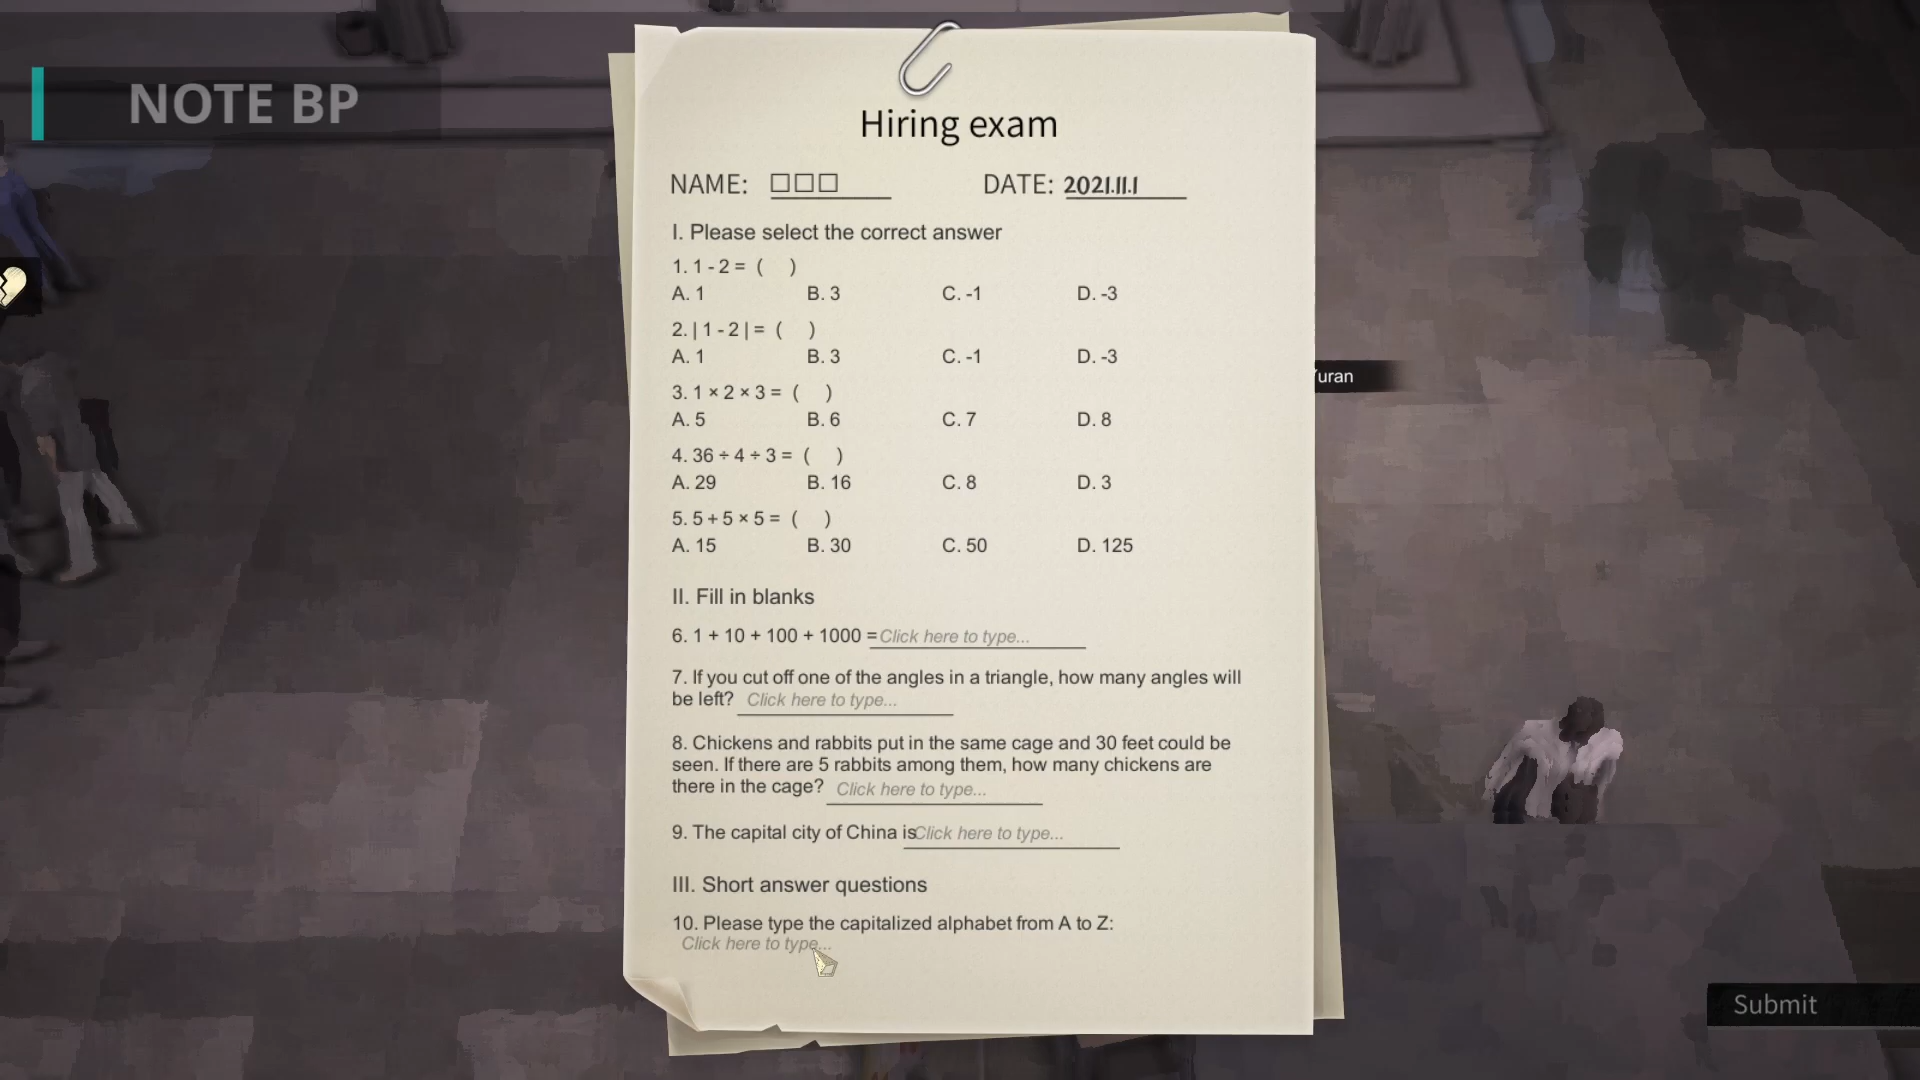 NOTE BP
Hiring exam
NAME: □□□ DATE: 2021.11.1
I. Please select the correct answer
1. 1 - 2 = ( )
A. 1 B. 3 C. -1 D. -3
2. | 1 - 2 | = ( )
A. 1 B. 3 C. -1 D. -3
3. 1 × 2 × 3 = ( )
A. 5 B. 6 C. 7 D. 8
4. 36 ÷ 4 ÷ 3 = ( )
A. 29 B. 16 C. 8 D. 3
5. 5 + 5 × 5 = ( )
A. 15 B. 30 C. 50 D. 125
II. Fill in blanks
6. 1 + 10 + 100 + 1000 = Click here to type...
7. If you cut off one of the angles in a triangle, how many angles will
be left? Click here to type...
8. Chickens and rabbits put in the same cage and 30 feet could be
seen. If there are 5 rabbits among them, how many chickens are
there in the cage? Click here to type...
9. The capital city of China is Click here to type...
III. Short answer questions
10. Please type the capitalized alphabet from A to Z:
Click here to type...
Submit